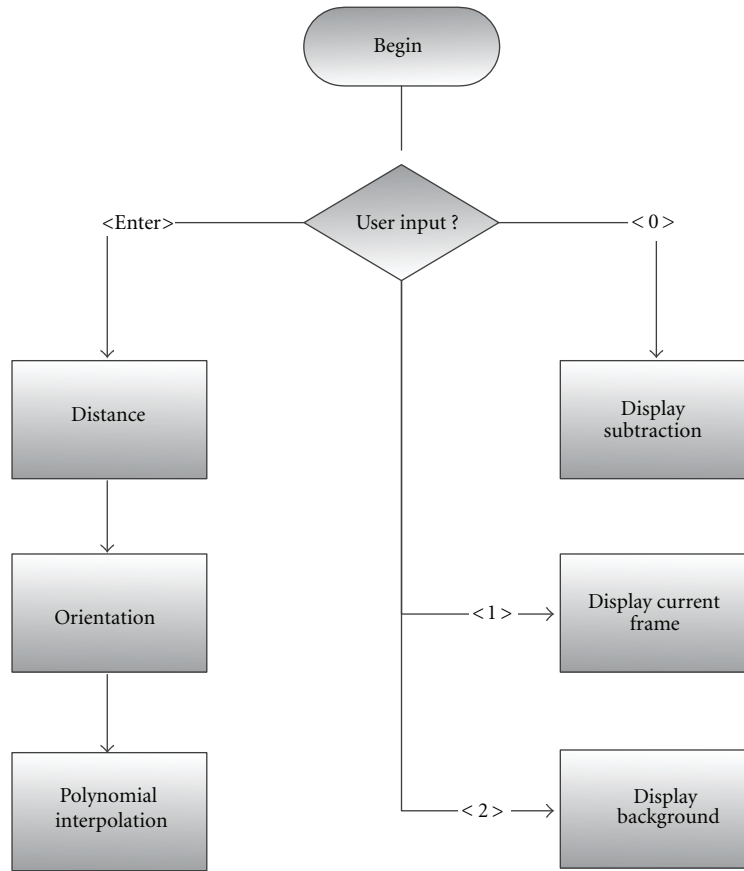 Begin
User input ?
<Enter>
< 0 >
Distance
Display
subtraction
Orientation
< 1 >
Display current
frame
Polynomial
interpolation
< 2 >
Display
background